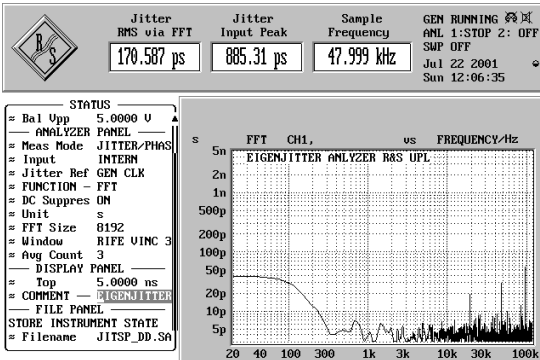 Jitter
RMS via FFT
170.587 ps
Jitter
Input Peak
885.31 ps
Sample
Frequency
47.999 kHz
GEN RUNNING
ANL 1:STOP 2: OFF
SWP OFF
Jul 22 2001
Sun 12:06:35
R&S
STATUS
≈ Bal Vpp 5.0000 V
ANALYZER PANEL
≈ Meas Mode JITTER/PHAS
≈ Input INTERN
≈ Jitter Ref GEN CLK
≈ FUNCTION – FFT
≈ DC Suppres ON
≈ Unit s
≈ FFT Size 8192
≈ Window RIFE VINC 3
≈ Avg Count 3
DISPLAY PANEL
≈ Top 5.0000 ns
≈ COMMENT — EIGENJITTER
FILE PANEL
STORE INSTRUMENT STATE
≈ Filename JITSP_DD.SA
s FFT CH1, vs FREQUENCY/Hz
EIGENJITTER ANLYZER R&S UPL
5n
2n
1n
500p
200p
100p
50p
20p
10p
5p
20 40 100 300 1k 3k 10k 30k 100k